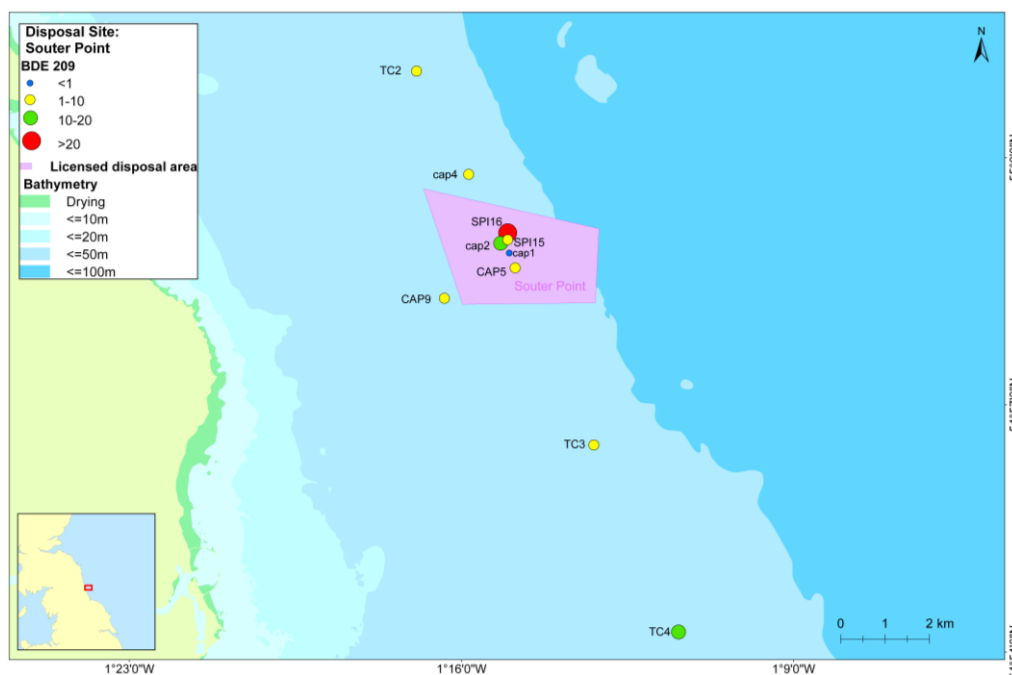 Disposal Site:
Souter Point
BDE 209
<1
1-10
10-20
>20
Licensed disposal area
Bathymetry
Drying
<=10m
<=20m
<=50m
<=100m
N
TC2
cap4
SPI16
SPI15
cap2
cap1
CAP5
Souter Point
CAP9
TC3
TC4
0 1 2 km
1°23'0"W 1°16'0"W 1°9'0"W